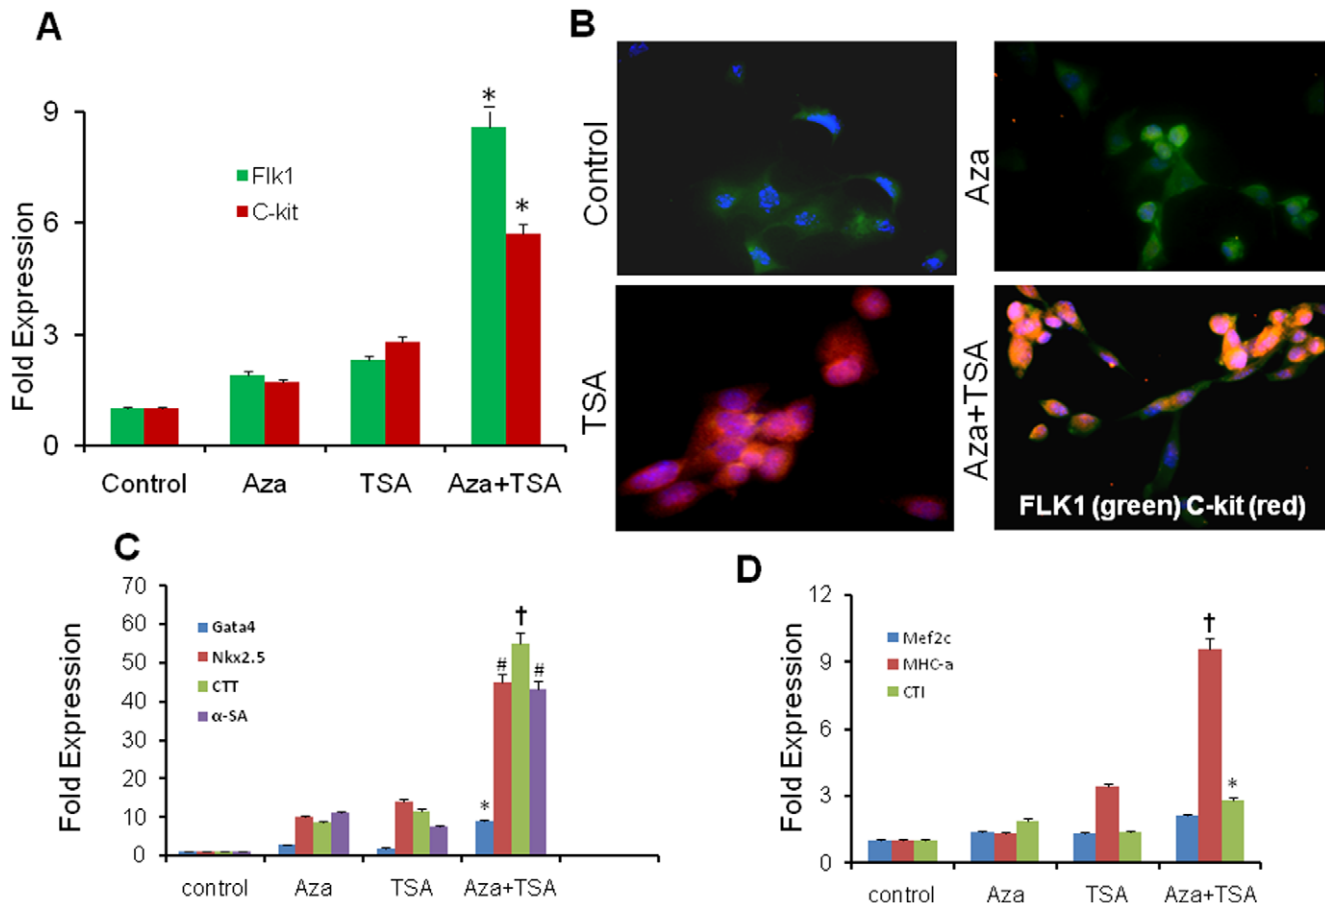 A
Fold Expression
9
6
3
0
Flk1
C-kit
*
*
Control
Aza
TSA
Aza+TSA
B
Control
Aza
TSA
Aza+TSA
FLK1 (green) C-kit (red)
C
Fold Expression
70
60
50
40
30
20
10
0
Gata4
Nkx2.5
CTT
α-SA
*
#
†
#
control
Aza
TSA
Aza+TSA
D
Fold Expression
12
9
6
3
0
Mef2c
MHC-a
CTI
†
*
control
Aza
TSA
Aza+TSA